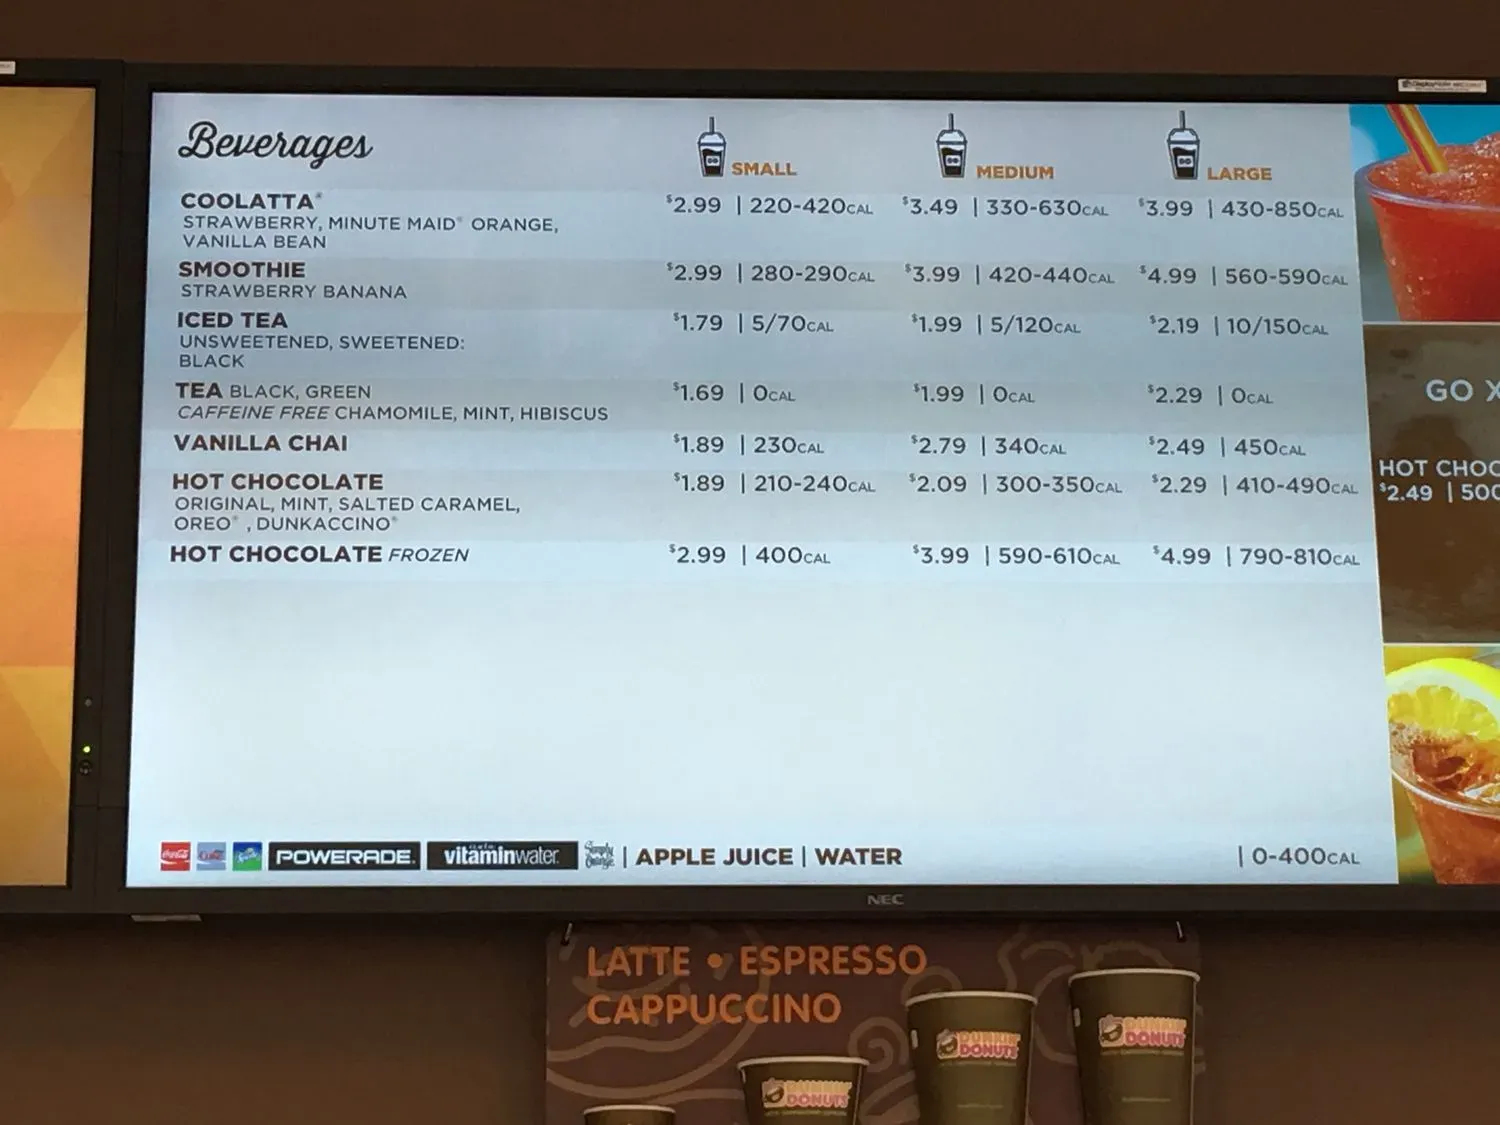 Beverages
SMALL MEDIUM LARGE
COOLATTA® $2.99 | 220-420CAL $3.49 | 330-630CAL $3.99 | 430-850CAL
STRAWBERRY, MINUTE MAID® ORANGE,
VANILLA BEAN
SMOOTHIE $2.99 | 280-290CAL $3.99 | 420-440CAL $4.99 | 560-590CAL
STRAWBERRY BANANA
ICED TEA $1.79 | 5/70CAL $1.99 | 5/120CAL $2.19 | 10/150CAL
UNSWEETENED, SWEETENED:
BLACK
TEA BLACK, GREEN $1.69 | 0CAL $1.99 | 0CAL $2.29 | 0CAL
CAFFEINE FREE CHAMOMILE, MINT, HIBISCUS
VANILLA CHAI $1.89 | 230CAL $2.79 | 340CAL $2.49 | 450CAL
HOT CHOCOLATE $1.89 | 210-240CAL $2.09 | 300-350CAL $2.29 | 410-490CAL
ORIGINAL, MINT, SALTED CARAMEL,
OREO® , DUNKACCINO®
HOT CHOCOLATE FROZEN $2.99 | 400CAL $3.99 | 590-610CAL $4.99 | 790-810CAL
Coca-Cola POWERADE vitaminwater Simply Orange | APPLE JUICE | WATER | 0-400CAL
GO X
HOT CHOC
$2.49 | 500
NEC
LATTE • ESPRESSO
CAPPUCCINO
DUNKIN' DONUTS
DUNKIN' DONUTS
DUNKIN' DONUTS